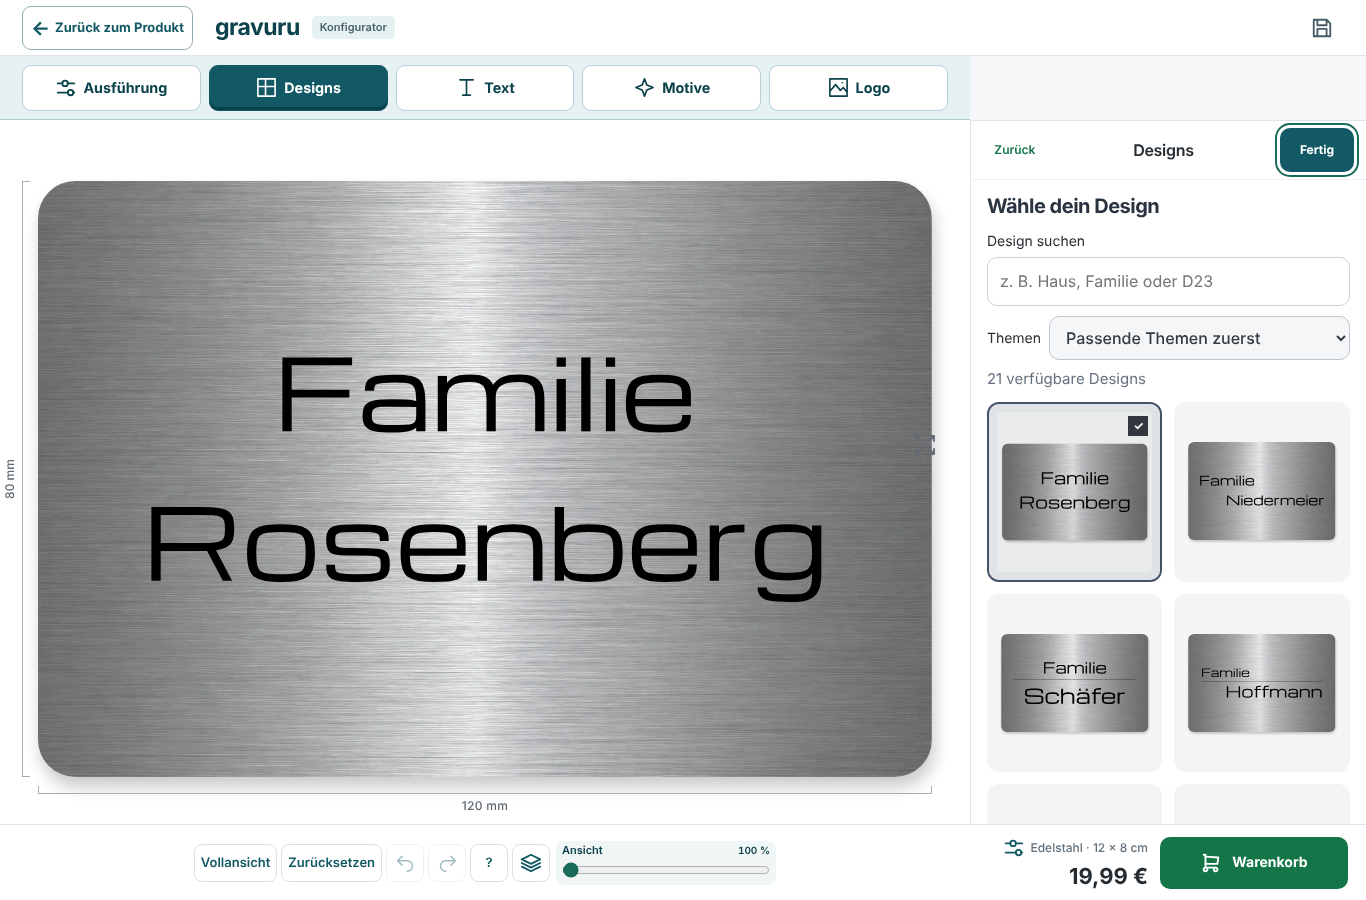 Zurück zum Produkt
gravuru
Konfigurator
Ausführung
Designs
Text
Motive
Logo
Zurück
Designs
Fertig
Wähle dein Design
Design suchen
z. B. Haus, Familie oder D23
Themen
Passende Themen zuerst
21 verfügbare Designs
Familie
Rosenberg
80 mm
120 mm
Familie
Rosenberg
Familie
Niedermeier
Familie
Schäfer
Familie
Hoffmann
Vollansicht
Zurücksetzen
?
Ansicht
100 %
Edelstahl · 12 × 8 cm
19,99 €
Warenkorb